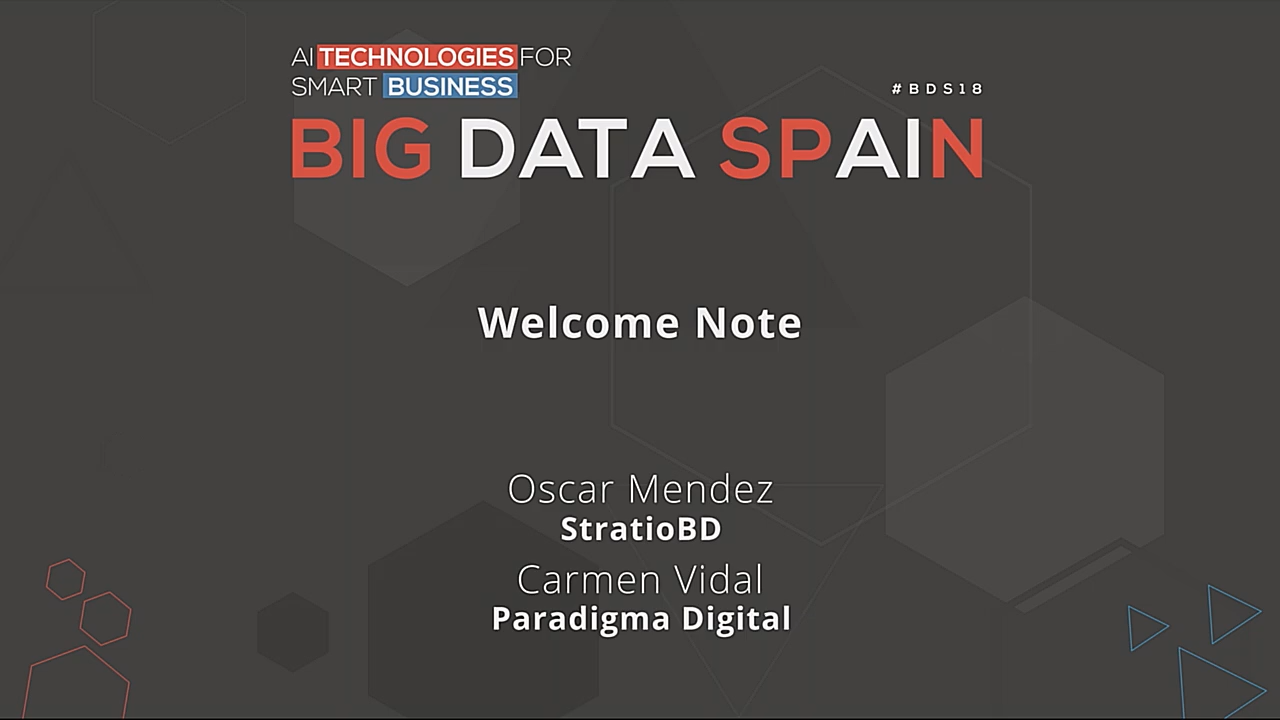 AI TECHNOLOGIES FOR
SMART BUSINESS
#BDS18
BIG DATA SPAIN
Welcome Note
Oscar Mendez
StratioBD
Carmen Vidal
Paradigma Digital